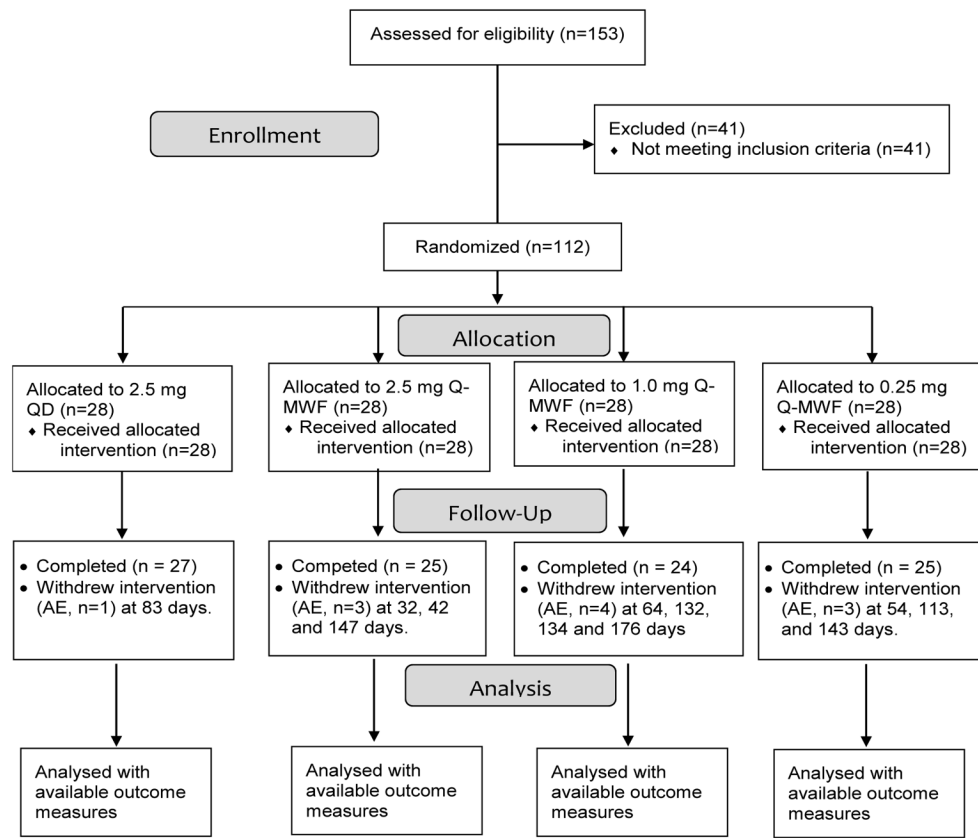 Assessed for eligibility (n=153)
Enrollment
Excluded (n=41)
♦ Not meeting inclusion criteria (n=41)
Randomized (n=112)
Allocation
Allocated to 2.5 mg
QD (n=28)
♦ Received allocated
intervention (n=28)
Allocated to 2.5 mg Q-
MWF (n=28)
♦ Received allocated
intervention (n=28)
Allocated to 1.0 mg Q-
MWF (n=28)
♦ Received allocated
intervention (n=28)
Allocated to 0.25 mg
Q-MWF (n=28)
♦ Received allocated
intervention (n=28)
Follow-Up
• Completed (n = 27)
• Withdrew intervention
(AE, n=1) at 83 days.
• Competed (n = 25)
• Withdrew intervention
(AE, n=3) at 32, 42
and 147 days.
• Completed (n = 24)
• Withdrew intervention
(AE, n=4) at 64, 132,
134 and 176 days
• Completed (n = 25)
• Withdrew intervention
(AE, n=3) at 54, 113,
and 143 days.
Analysis
Analysed with
available outcome
measures
Analysed with
available outcome
measures
Analysed with
available outcome
measures
Analysed with
available outcome
measures